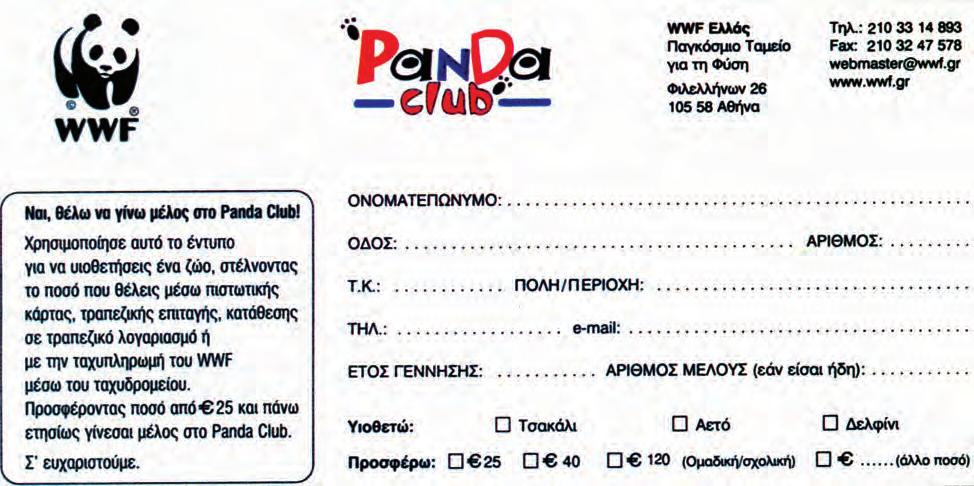 © ®
WWF
PanDa
club
WWF Ελλάς
Παγκόσμιο Ταμείο
για τη Φύση
Φιλελλήνων 26
105 58 Αθήνα
Τηλ.: 210 33 14 893
Fax: 210 32 47 578
webmaster@wwf.gr
www.wwf.gr
Ναι, θέλω να γίνω μέλος στο Panda Club!
Χρησιμοποίησε αυτό το έντυπο
για να υιοθετήσεις ένα ζώο, στέλνοντας
το ποσό που θέλεις μέσω πιστωτικής
κάρτας, τραπεζικής επιταγής, κατάθεσης
σε τραπεζικό λογαριασμό ή
με την ταχυπληρωμή του WWF
μέσω του ταχυδρομείου.
Προσφέροντας ποσό από €25 και πάνω
ετησίως γίνεσαι μέλος στο Panda Club.
Σ' ευχαριστούμε.
ΟΝΟΜΑΤΕΠΩΝΥΜΟ: ..........
ΟΔΟΣ: .......... ΑΡΙΘΜΟΣ: ..........
Τ.Κ.: .......... ΠΟΛΗ/ΠΕΡΙΟΧΗ: ..........
ΤΗΛ.: .......... e-mail: ..........
ΕΤΟΣ ΓΕΝΝΗΣΗΣ: .......... ΑΡΙΘΜΟΣ ΜΕΛΟΥΣ (εάν είσαι ήδη): ..........
Υιοθετώ: ☐ Τσακάλι ☐ Αετό ☐ Δελφίνι
Προσφέρω: ☐ €25 ☐ € 40 ☐ € 120 (Ομαδική/σχολική) ☐ € ......(άλλο ποσό)